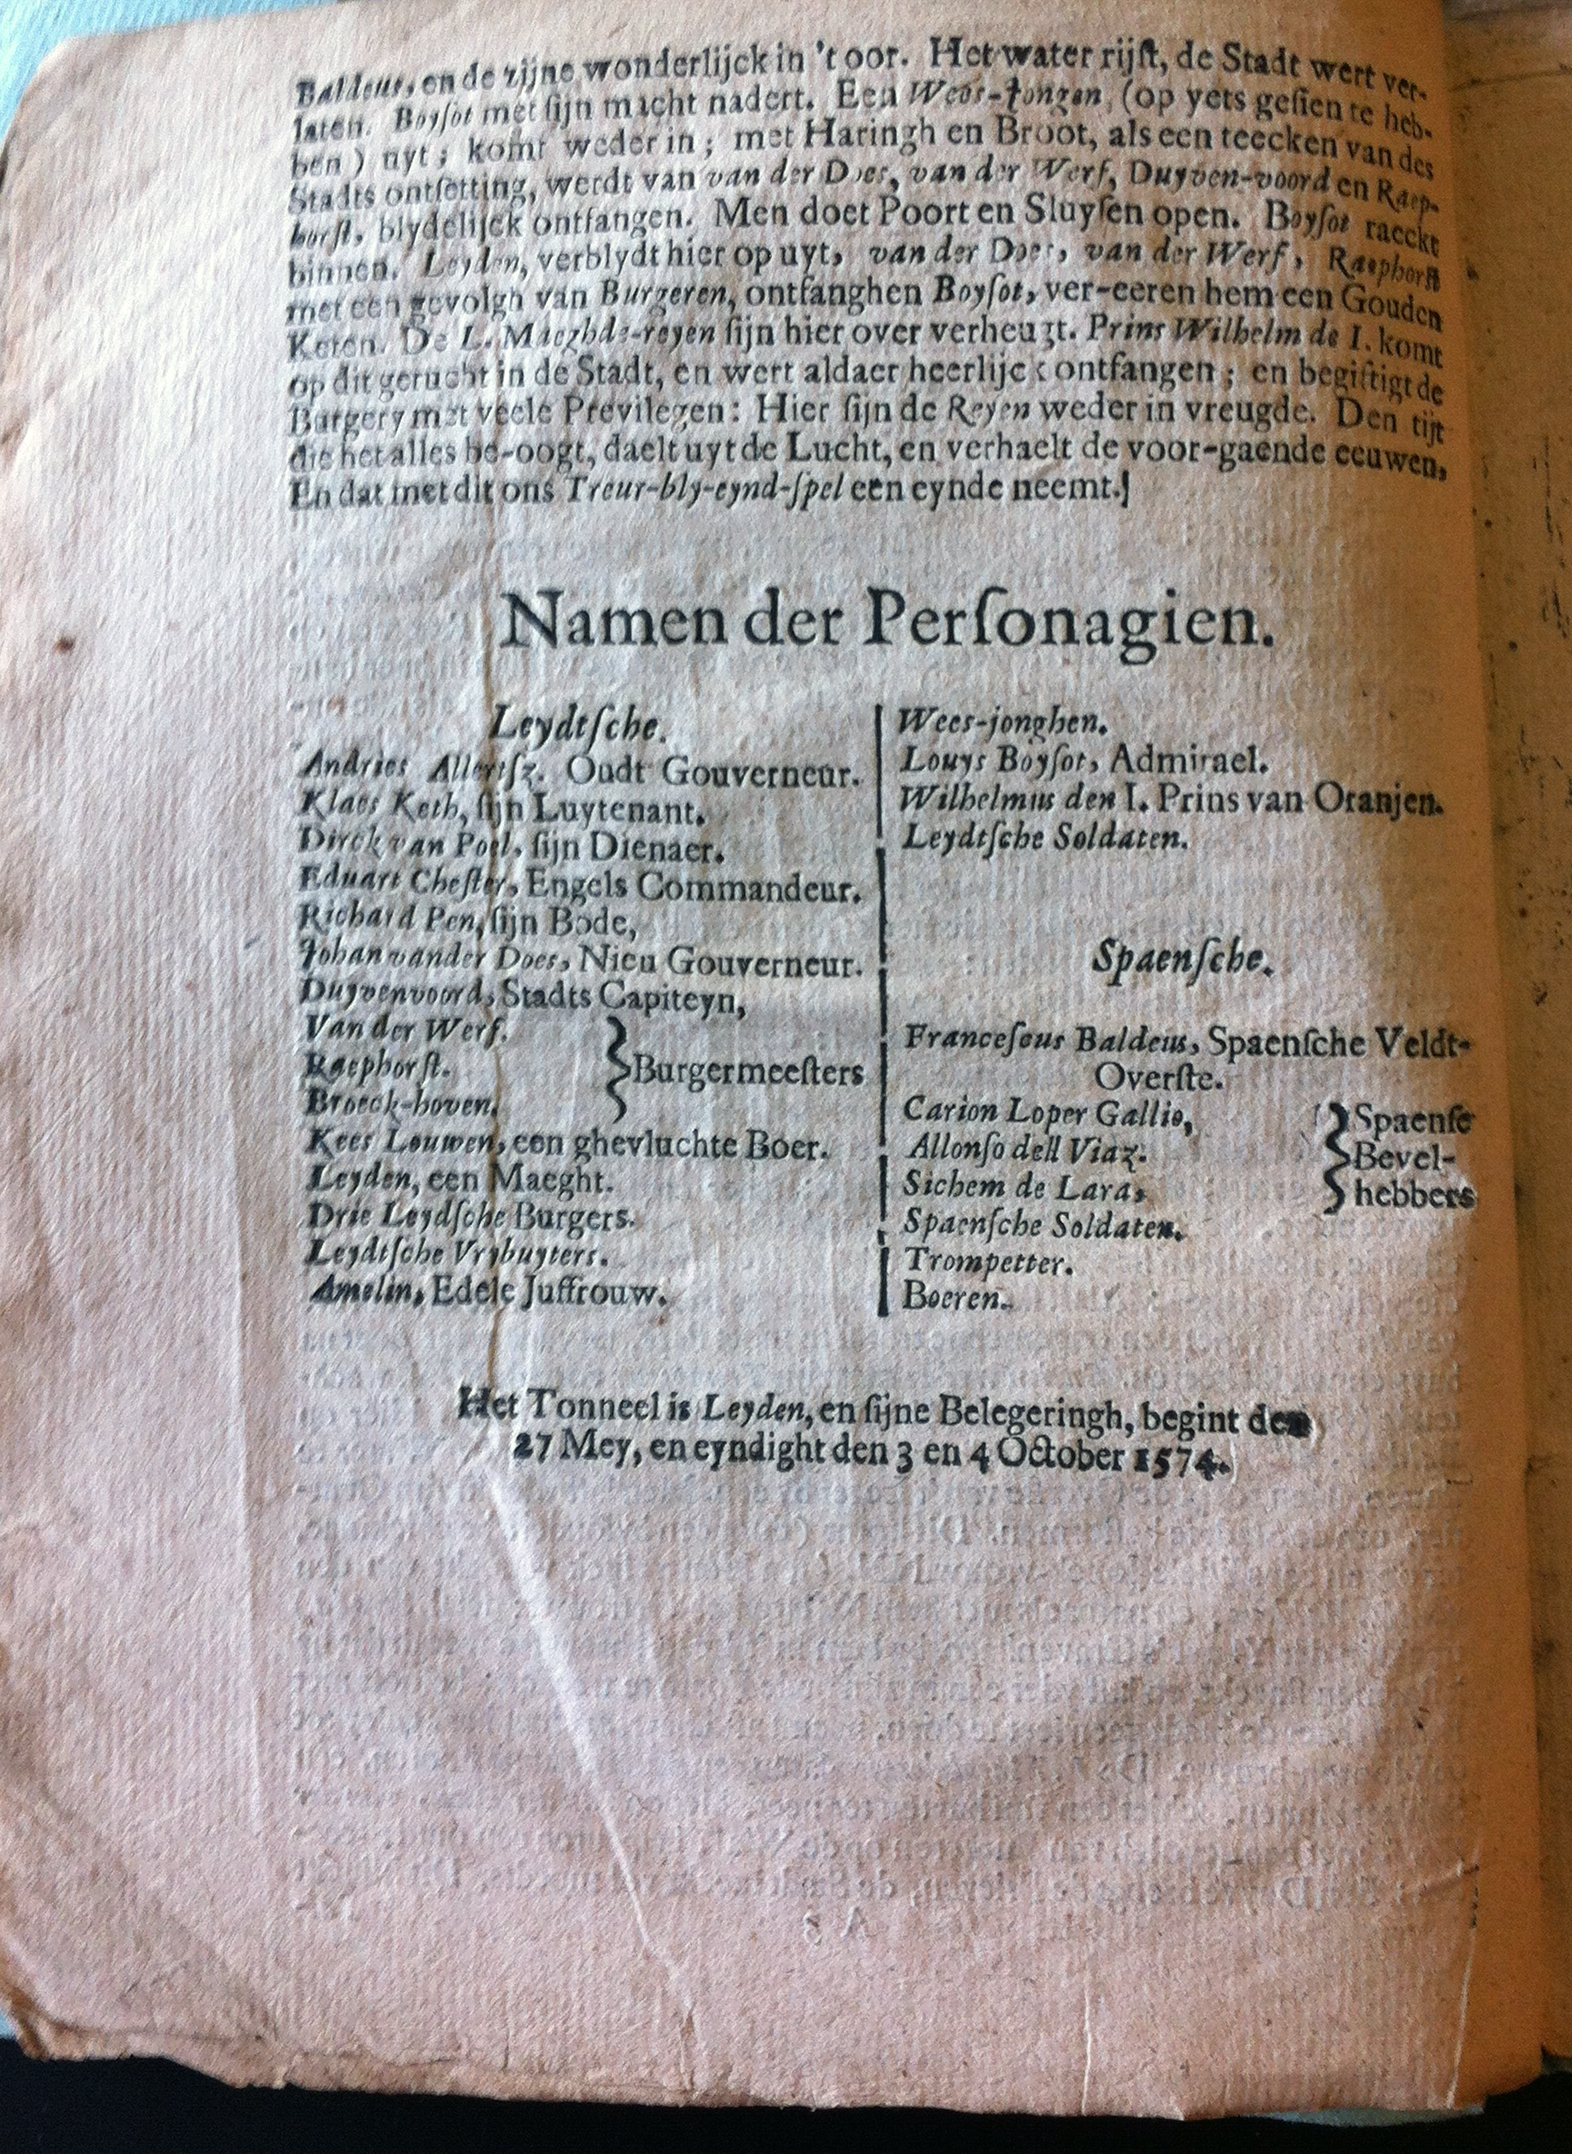 Baldeus, en de zijne wonderlijck in 't oor. Het water rijst, de Stadt wert ver-
laten. Boysot met sijn macht nadert. Een Wees-jongen, (op yets gesien te heb-
ben) uyt; komt weder in; met Haringh en Broot, als een teecken van des
Stadts ontsetting, werdt van van der Does, van der Werf, Duyven-voord en Raep-
horst, blydelijck ontfangen. Men doet Poort en Sluysen open. Boysot raeckt
binnen. Leyden, verblydt hier op uyt, van der Does, van der Werf, Raephorst
met een gevolgh van Burgeren, ontfanghen Boysot, ver-eeren hem een Gouden
Keten. De L. Maeghde-reyen sijn hier over verheugt. Prins Wilhelm de I. komt
op dit gerucht in de Stadt, en wert aldaer heerlijck ontfangen; en begiftigt de
Burgery met veele Previlegen: Hier sijn de Reyen weder in vreugde. Den tijt
die het alles be-oogt, daelt uyt de Lucht, en verhaelt de voor-gaende eeuwen,
En dat met dit ons Treur-bly-eynd-spel een eynde neemt.
Namen der Personagien.
Leydtsche.
Andries Allertsz. Oudt Gouverneur.
Klaes Keth, sijn Luytenant.
Dirck van Poel, sijn Dienaer.
Eduart Chester, Engels Commandeur.
Richard Pen, sijn Bode,
Johan vander Does, Nieu Gouverneur.
Duyvenvoord, Stadts Capiteyn,
Van der Werf.
Raephorst.
Broeck-hoven.
Burgermeesters
Kees Louwen, een ghevluchte Boer.
Leyden, een Maeght.
Drie Leydsche Burgers.
Leydtsche Vrybuyters.
Amelin, Edele Juffrouw.
Wees-jonghen.
Louys Boysot, Admirael.
Wilhelmus den I. Prins van Oranjen.
Leydtsche Soldaten.
Spaensche.
Francescus Baldeus, Spaensche Veldt-
Overste.
Carion Loper Gallio,
Allonso dell Viaz.
Sichem de Lara,
Spaense
Bevel-
hebbers
Spaensche Soldaten.
Trompetter.
Boeren.
Het Tonneel is Leyden, en sijne Belegeringh, begint den
27 Mey, en eyndight den 3 en 4 October 1574.